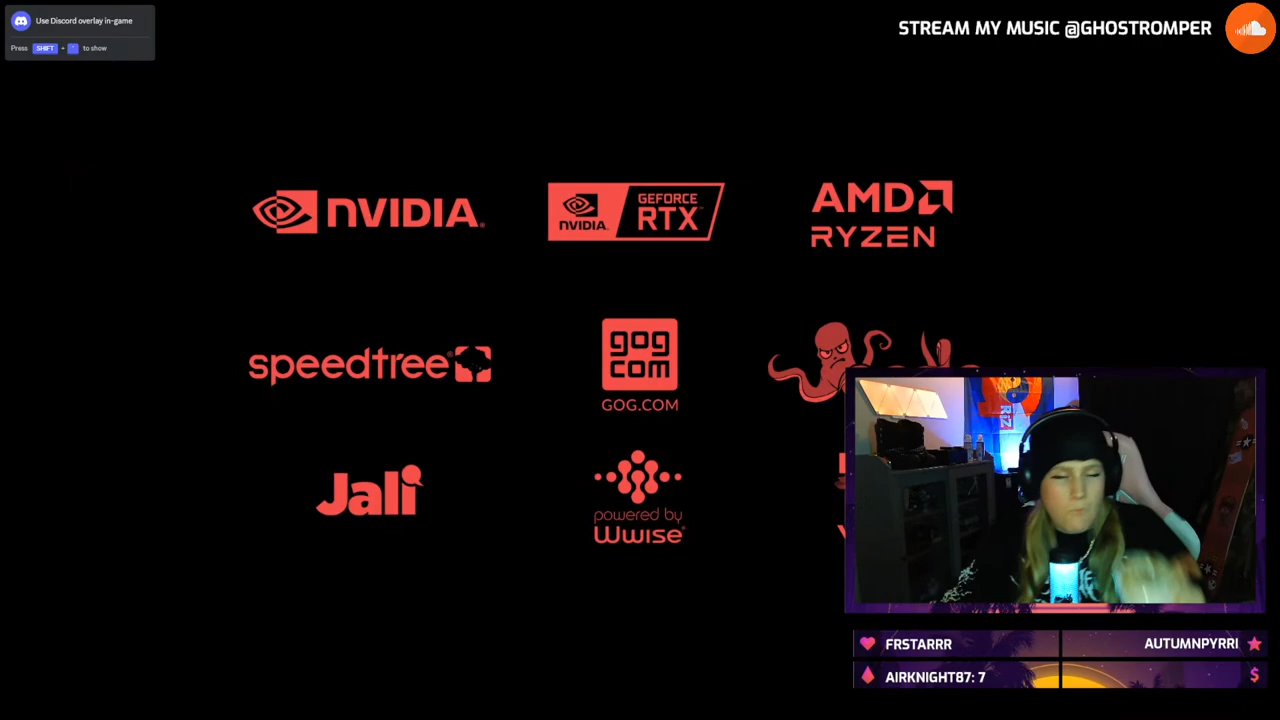 Use Discord overlay in-game
Press SHIFT + ` to show
STREAM MY MUSIC @GHOSTROMPER
NVIDIA
NVIDIA GEFORCE RTX
AMD RYZEN
speedtree
gog
com
GOG.COM
Jali
powered by
Wwise
FRSTARRR
AUTUMNPYRRI
AIRKNIGHT87: 7
$